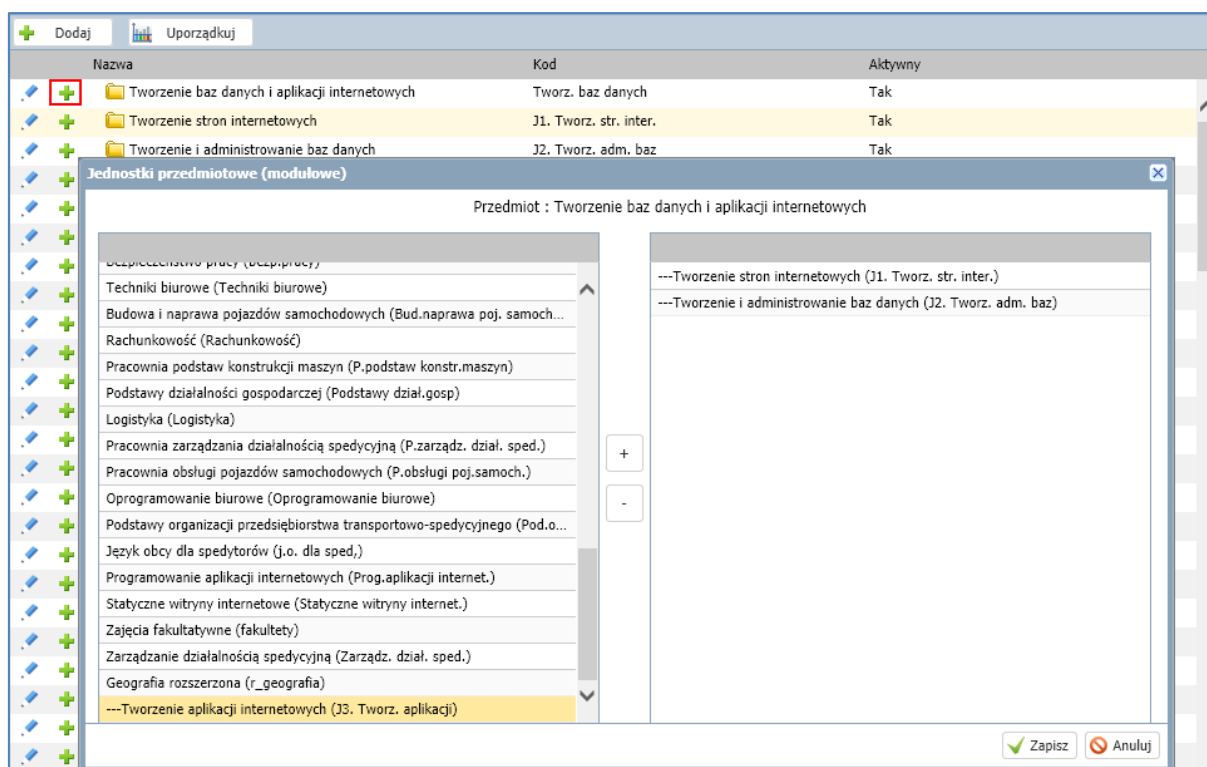 Dodaj Uporządkuj
Nazwa Kod Aktywny
Tworzenie baz danych i aplikacji internetowych Tworz. baz danych Tak
Tworzenie stron internetowych J1. Tworz. str. inter. Tak
Tworzenie i administrowanie baz danych J2. Tworz. adm. baz Tak
Jednostki przedmiotowe (modułowe)
Przedmiot : Tworzenie baz danych i aplikacji internetowych
Bezpieczeństwo pracy (bezp.pracy)
Techniki biurowe (Techniki biurowe)
Budowa i naprawa pojazdów samochodowych (Bud.naprawa poj. samoch...
Rachunkowość (Rachunkowość)
Pracownia podstaw konstrukcji maszyn (P.podstaw konstr.maszyn)
Podstawy działalności gospodarczej (Podstawy dział.gosp)
Logistyka (Logistyka)
Pracownia zarządzania działalnością spedycyjną (P.zarządz. dział. sped.)
Pracownia obsługi pojazdów samochodowych (P.obsługi poj.samoch.)
Oprogramowanie biurowe (Oprogramowanie biurowe)
Podstawy organizacji przedsiębiorstwa transportowo-spedycyjnego (Pod.o...
Język obcy dla spedytorów (j.o. dla sped,)
Programowanie aplikacji internetowych (Prog.aplikacji internet.)
Statyczne witryny internetowe (Statyczne witryny internet.)
Zajęcia fakultatywne (fakultety)
Zarządzanie działalnością spedycyjną (Zarządz. dział. sped.)
Geografia rozszerzona (r_geografia)
---Tworzenie aplikacji internetowych (J3. Tworz. aplikacji)
+
-
---Tworzenie stron internetowych (J1. Tworz. str. inter.)
---Tworzenie i administrowanie baz danych (J2. Tworz. adm. baz)
Zapisz Anuluj